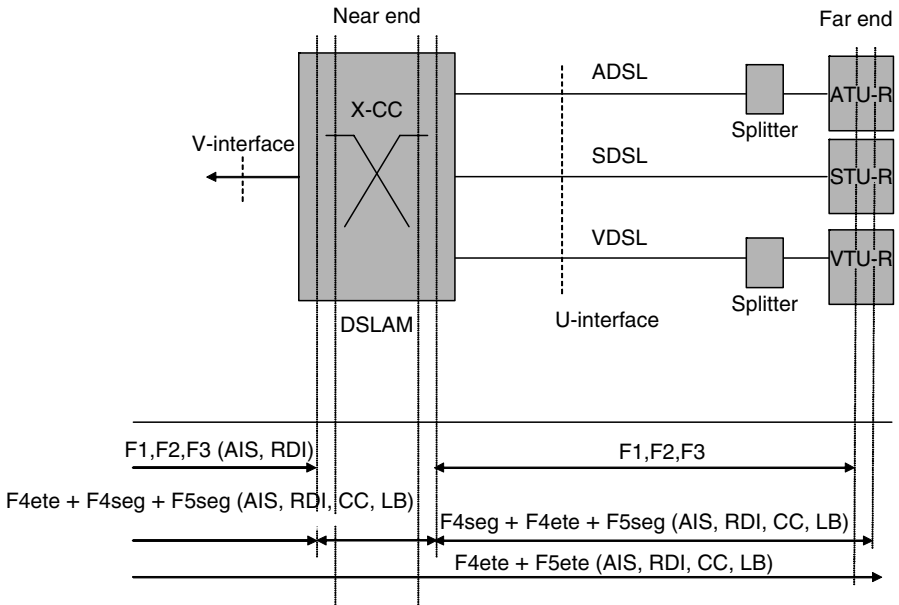 Near end
Far end
ADSL
ATU-R
X-CC
Splitter
V-interface
SDSL
STU-R
VDSL
VTU-R
Splitter
DSLAM
U-interface
F1,F2,F3 (AIS, RDI)
F1,F2,F3
F4ete + F4seg + F5seg (AIS, RDI, CC, LB)
F4seg + F4ete + F5seg (AIS, RDI, CC, LB)
F4ete + F5ete (AIS, RDI, CC, LB)